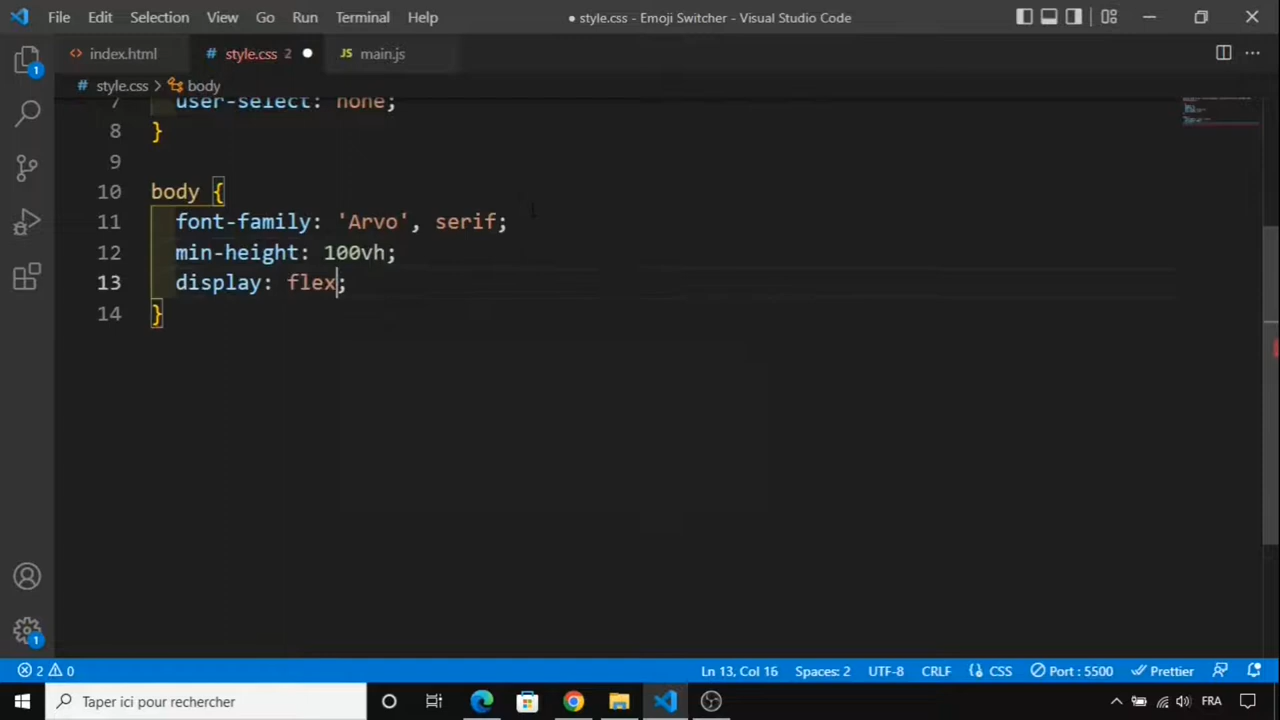 File Edit Selection View Go Run Terminal Help ● style.css - Emoji Switcher - Visual Studio Code
<> index.html # style.css 2 ● JS main.js
# style.css > body
7 user-select: none;
8 }
9
10 body {
11 font-family: 'Arvo', serif;
12 min-height: 100vh;
13 display: flex;
14 }
1
1
2 0 Ln 13, Col 16 Spaces: 2 UTF-8 CRLF CSS Port : 5500 Prettier
Taper ici pour rechercher FRA